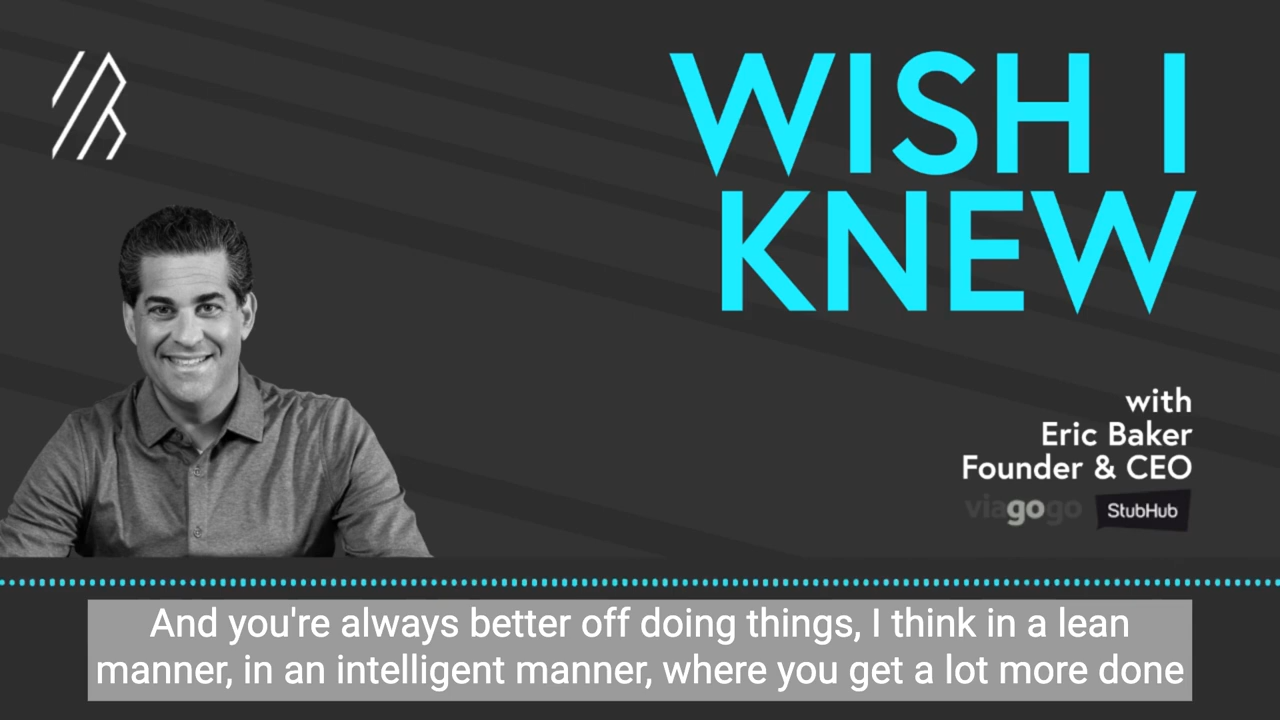 WISH I
KNEW
with
Eric Baker
Founder & CEO
viagogo StubHub
And you're always better off doing things, I think in a lean
manner, in an intelligent manner, where you get a lot more done